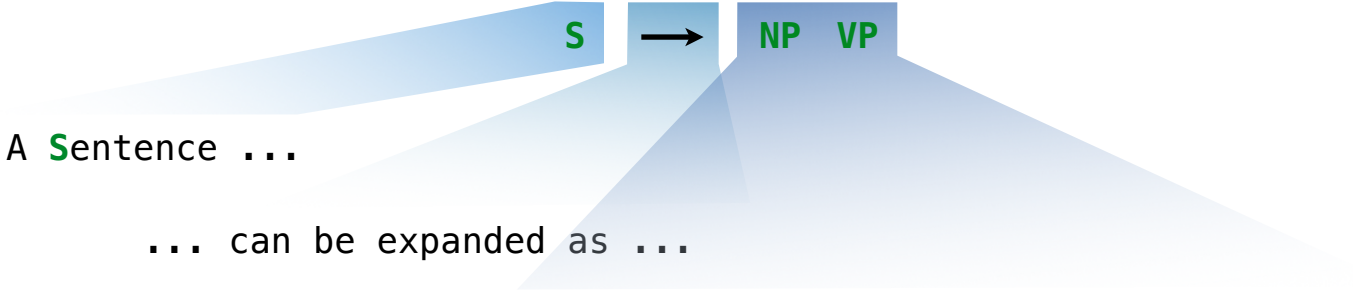 S → NP VP
A Sentence ...
... can be expanded as ...